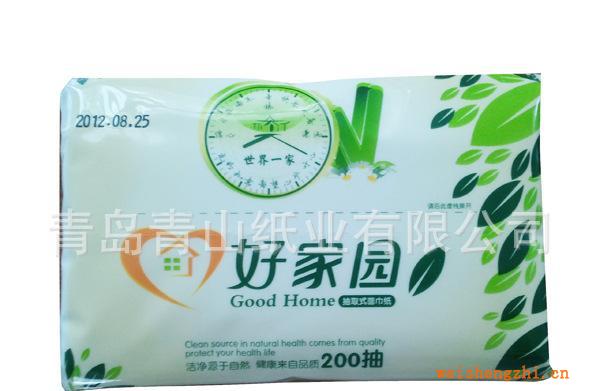 2012.08.25
世界一家
N
请沿此虚线撕开
青岛青山纸业有限公司
好家园
Good Home 抽取式面巾纸
Clean source in natural health comes from quality
protect your health life
洁净源于自然 健康来自品质 200抽
weishengzhi.cn